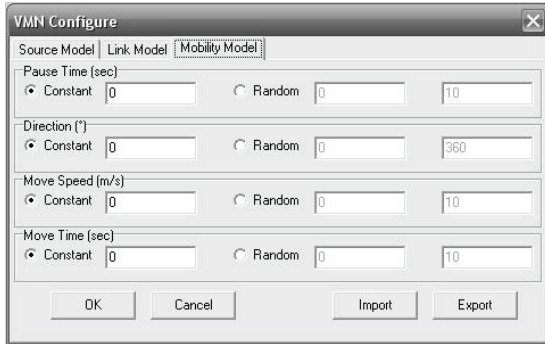 VMN Configure
Source Model Link Model Mobility Model
Pause Time (sec)
Constant 0 Random 0 10
Direction (°)
Constant 0 Random 0 360
Move Speed (m/s)
Constant 0 Random 0 10
Move Time (sec)
Constant 0 Random 0 10
OK Cancel Import Export